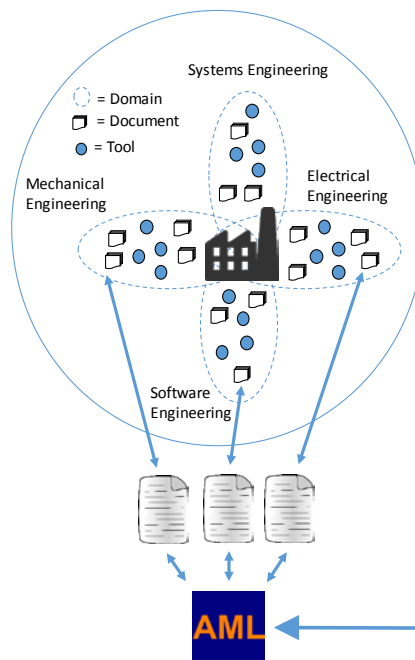 Systems Engineering
= Domain
= Document
= Tool
Mechanical
Engineering
Electrical
Engineering
Software
Engineering
AML